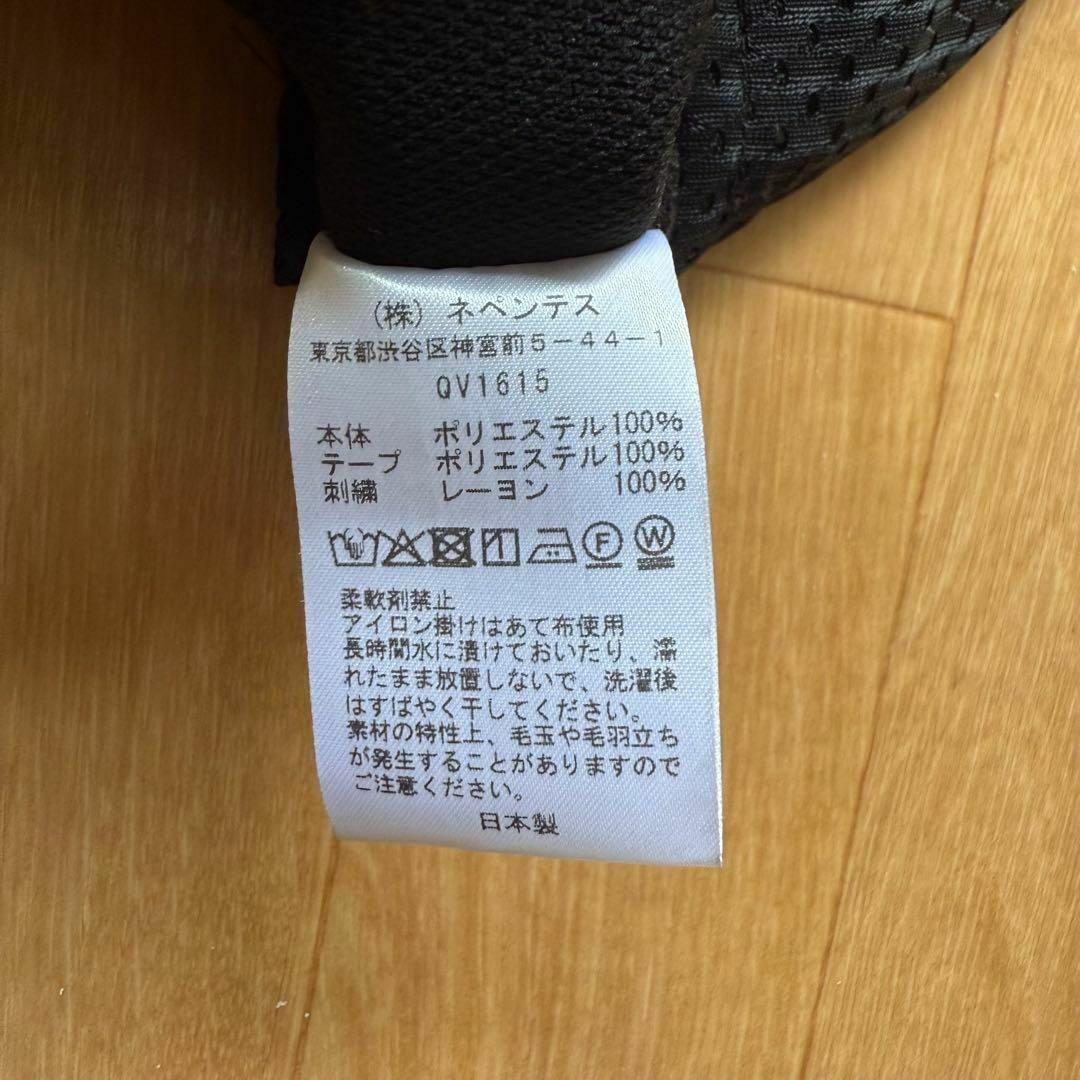 （株）ネペンテス
東京都渋谷区神宮前5-44-1
QV1615
本体 ポリエステル100%
テープ ポリエステル100%
刺繍 レーヨン 100%
F W
柔軟剤禁止
アイロン掛けはあて布使用
長時間水に漬けておいたり、濡
れたまま放置しないで、洗濯後
はすばやく干してください。
素材の特性上、毛玉や毛羽立ち
が発生することがありますので
ご注意ください。
日本製